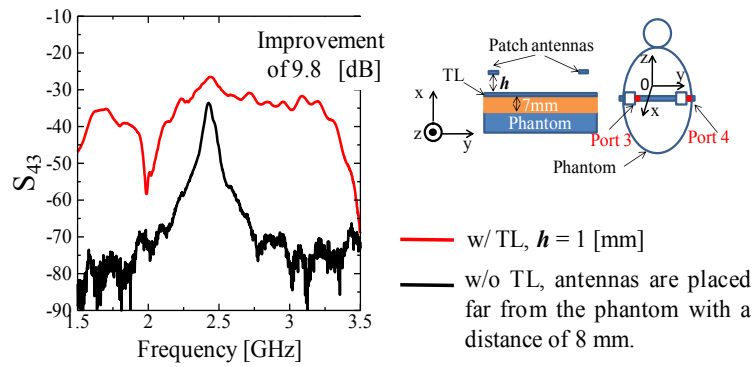 -10
-20
-30
-40
-50
-60
-70
-80
-90
S43
Improvement
of 9.8 [dB]
1.5 2 2.5 3 3.5
Frequency [GHz]
Patch antennas
TL
h
x
7mm
Phantom
z
y
z
0
y
x
Port 3
Port 4
Phantom
w/ TL, h = 1 [mm]
w/o TL, antennas are placed
far from the phantom with a
distance of 8 mm.